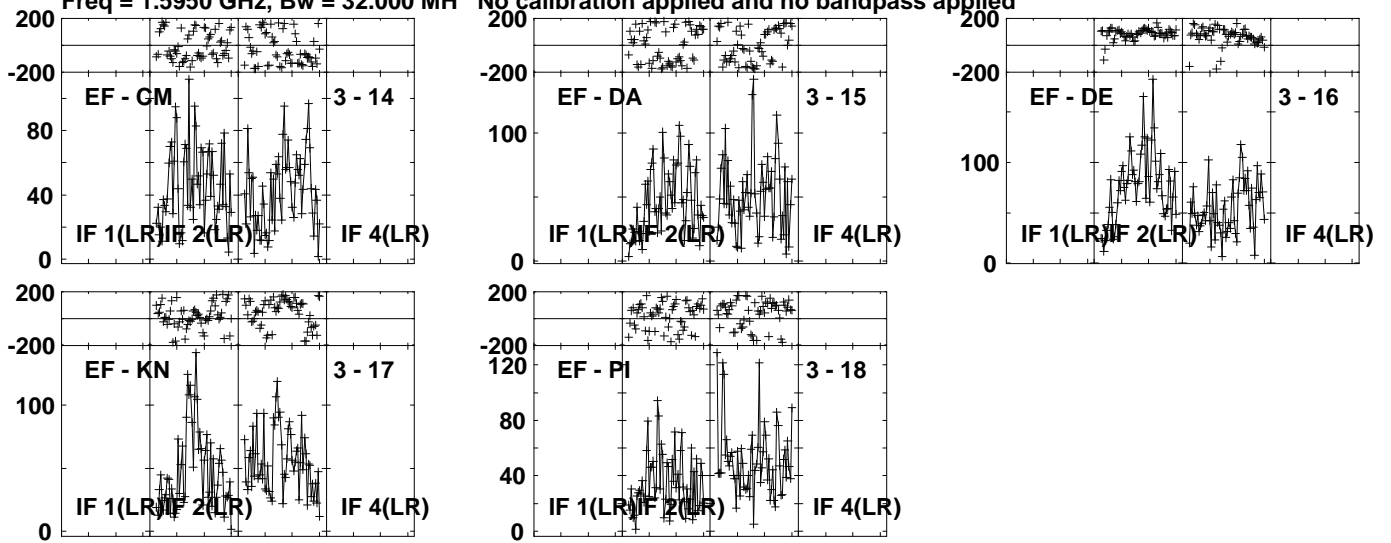 Freq = 1.5950 GHz, Bw = 32.000 MH No calibration applied and no bandpass applied
200 200 200
-200 -200 -200
EF - CM 3 - 14 EF - DA 3 - 15 EF - DE 3 - 16
80 100 100
40
IF 1(LR) IF 2(LR) IF 4(LR) IF 1(LR) IF 2(LR) IF 4(LR) IF 1(LR) IF 2(LR) IF 4(LR)
0 0 0
200 200
-200 -200
EF - KN 3 - 17 120 EF - PI 3 - 18
100 80
40
IF 1(LR) IF 2(LR) IF 4(LR) IF 1(LR) IF 2(LR) IF 4(LR)
0 0